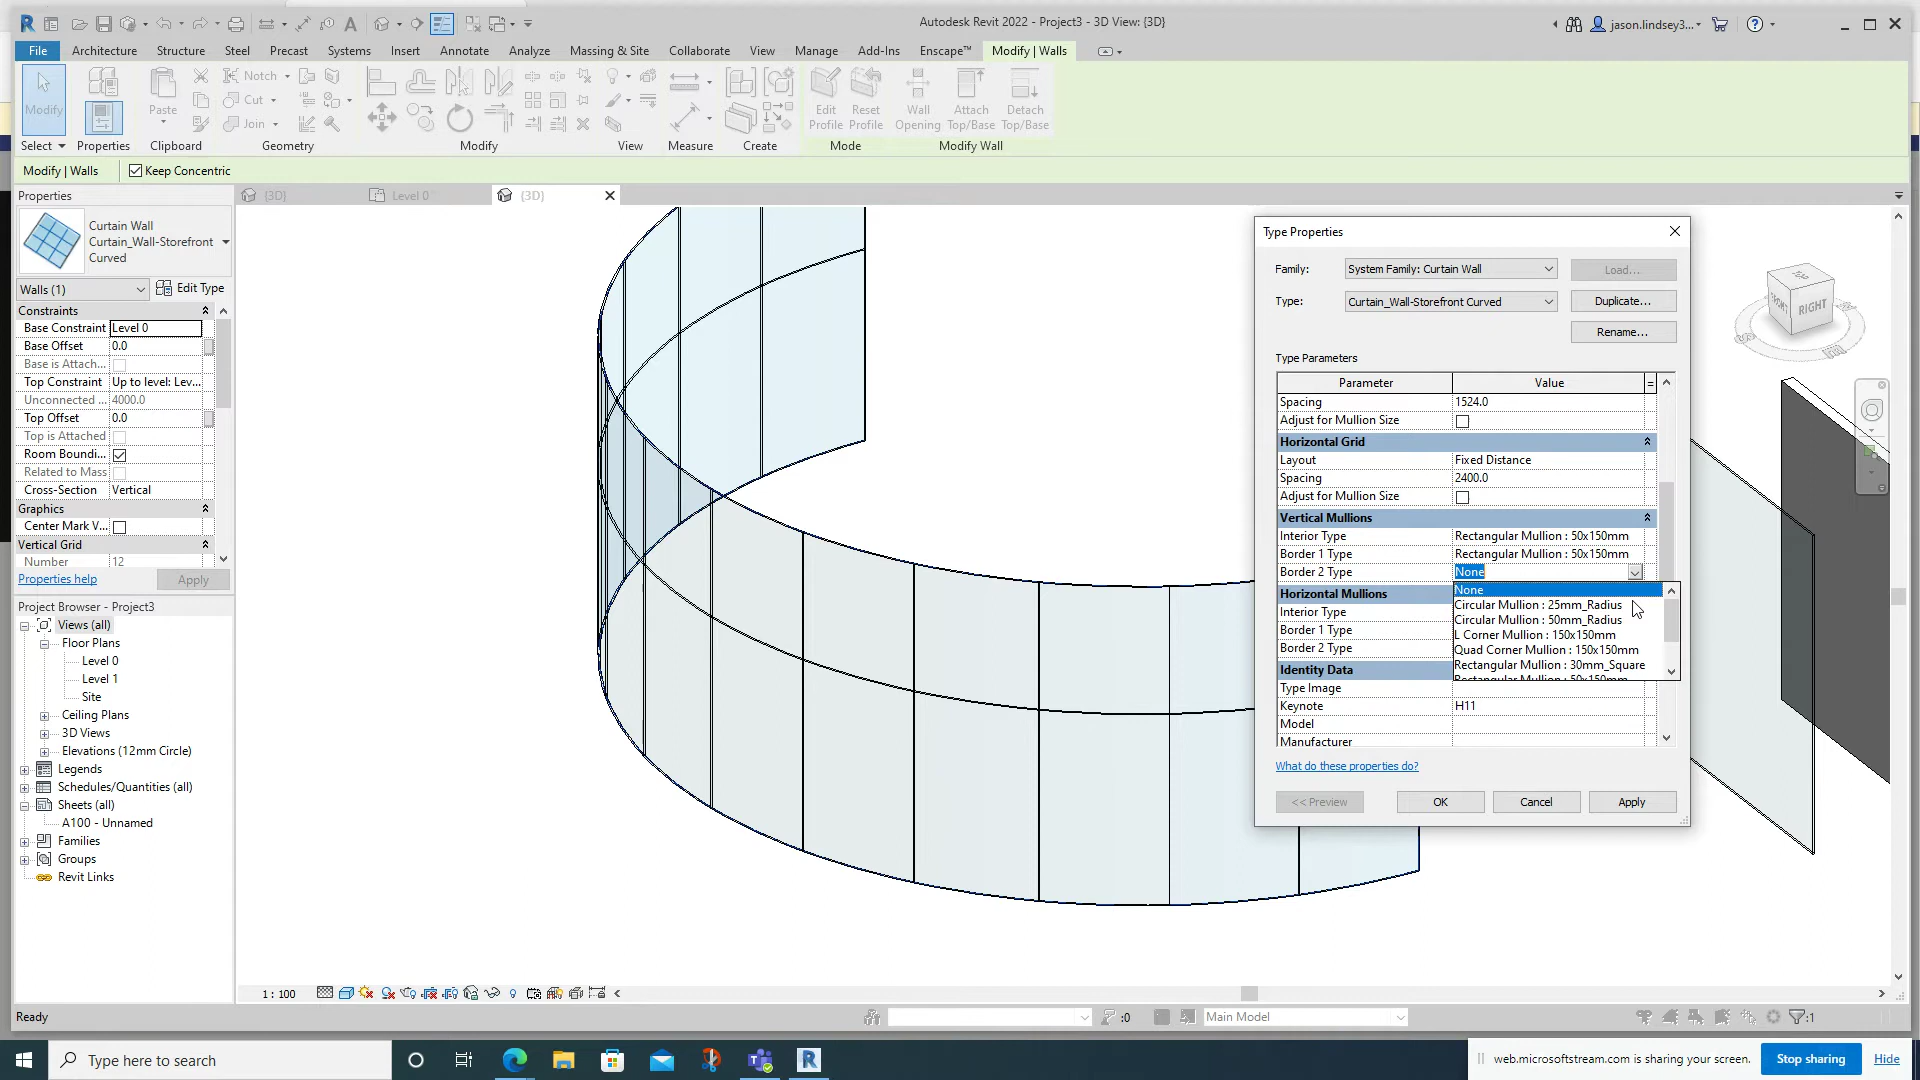 Autodesk Revit 2022 - Project3 - 3D View: {3D}
jason.lindsey3...
File Architecture Structure Steel Precast Systems Insert Annotate Analyze Massing & Site Collaborate View Manage Add-Ins Enscape™ Modify | Walls
Modify
Paste
Notch
Cut
Join
Edit Profile
Reset Profile
Wall Opening
Attach Top/Base
Detach Top/Base
Select Properties Clipboard Geometry Modify View Measure Create Mode Modify Wall
Modify | Walls Keep Concentric
Properties
{3D} Level 0 {3D}
Curtain Wall
Curtain_Wall-Storefront
Curved
Walls (1) Edit Type
Constraints
Base Constraint Level 0
Base Offset 0.0
Base is Attach...
Top Constraint Up to level: Lev...
Unconnected ... 4000.0
Top Offset 0.0
Top is Attached
Room Boundi...
Related to Mass
Cross-Section Vertical
Graphics
Center Mark V...
Vertical Grid
Number 12
Properties help Apply
Project Browser - Project3
Views (all)
Floor Plans
Level 0
Level 1
Site
Ceiling Plans
3D Views
Elevations (12mm Circle)
Legends
Schedules/Quantities (all)
Sheets (all)
A100 - Unnamed
Families
Groups
Revit Links
Type Properties
Family: System Family: Curtain Wall Load...
Type: Curtain_Wall-Storefront Curved Duplicate...
Rename...
Type Parameters
Parameter Value =
Spacing 1524.0
Adjust for Mullion Size
Horizontal Grid
Layout Fixed Distance
Spacing 2400.0
Adjust for Mullion Size
Vertical Mullions
Interior Type Rectangular Mullion : 50x150mm
Border 1 Type Rectangular Mullion : 50x150mm
Border 2 Type None
Horizontal Mullions
Interior Type
Border 1 Type
Border 2 Type
None
Circular Mullion : 25mm_Radius
Circular Mullion : 50mm_Radius
L Corner Mullion : 150x150mm
Quad Corner Mullion : 150x150mm
Rectangular Mullion : 30mm_Square
Rectangular Mullion : 50x150mm
Identity Data
Type Image
Keynote H11
Model
Manufacturer
What do these properties do?
<< Preview OK Cancel Apply
TOP
FRONT
RIGHT
1 : 100
Ready :0 Main Model :1
Type here to search
web.microsoftstream.com is sharing your screen. Stop sharing Hide